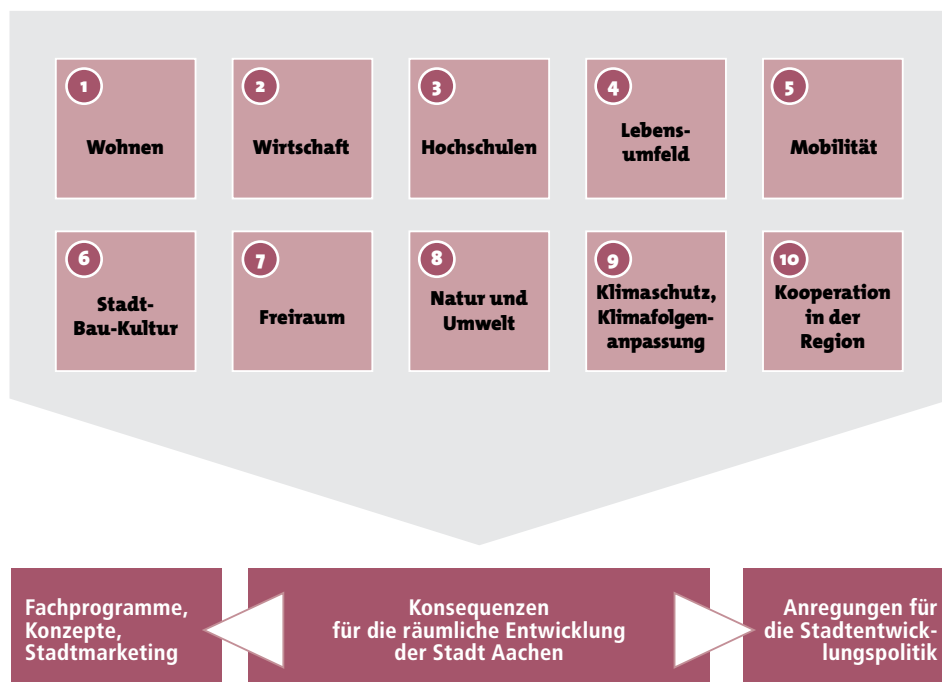 1
Wohnen
2
Wirtschaft
3
Hochschulen
4
Lebens-
umfeld
5
Mobilität
6
Stadt-
Bau-Kultur
7
Freiraum
8
Natur und
Umwelt
9
Klimaschutz,
Klimafolgen-
anpassung
10
Kooperation
in der
Region
Fachprogramme,
Konzepte,
Stadtmarketing
Konsequenzen
für die räumliche Entwicklung
der Stadt Aachen
Anregungen für
die Stadtentwick-
lungspolitik